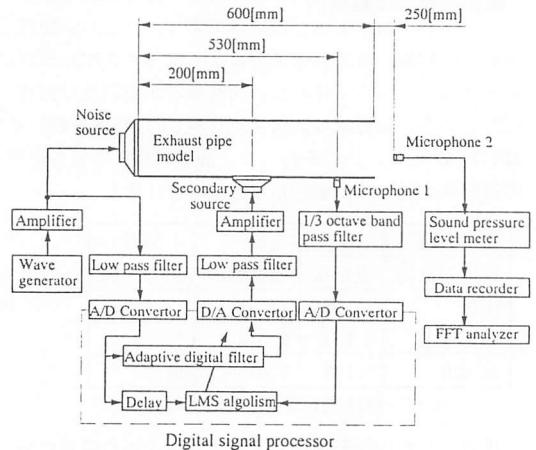 600[mm]
250[mm]
530[mm]
200[mm]
Noise
source
Exhaust pipe
model
Microphone 2
Secondary
source
Microphone 1
Amplifier
Amplifier
1/3 octave band
pass filter
Sound pressure
level meter
Wave
generator
Low pass filter
Low pass filter
Data recorder
A/D Convertor
D/A Convertor
A/D Convertor
FFT analyzer
Adaptive digital filter
Delay
LMS algolism
Digital signal processor